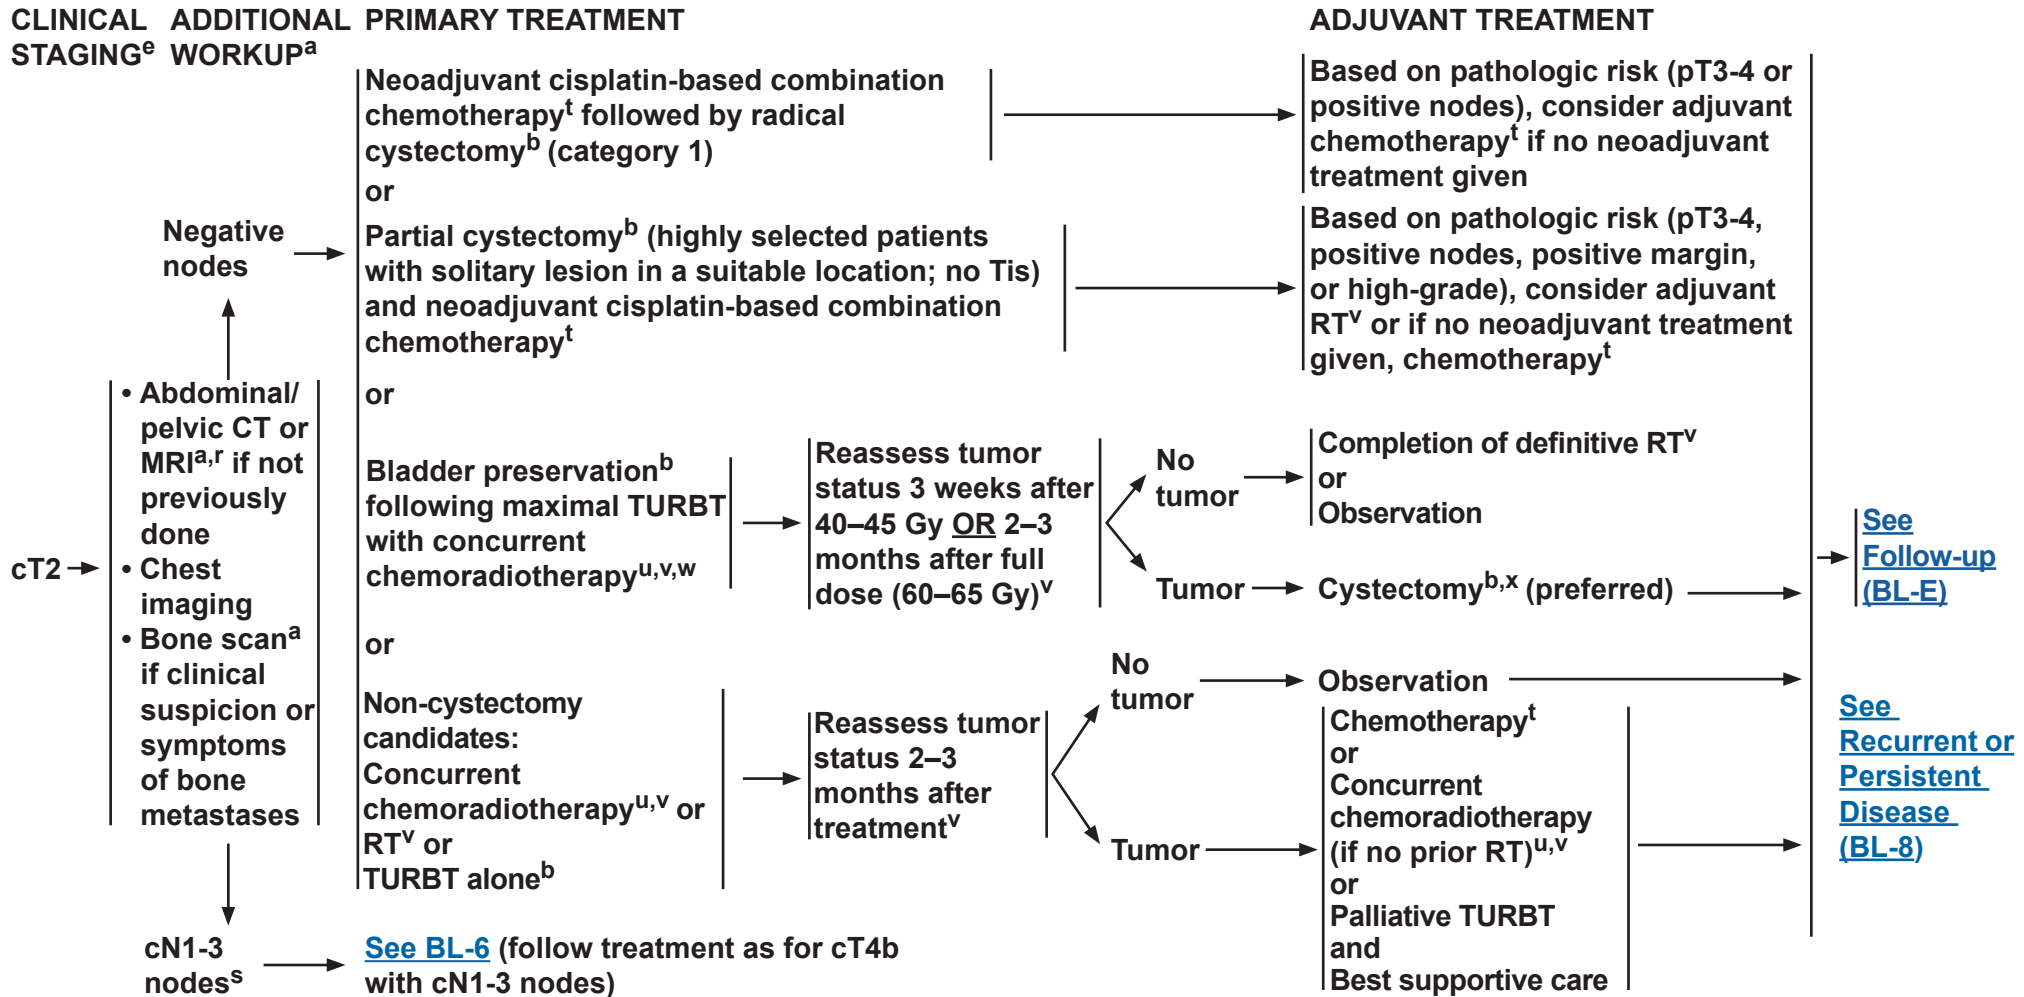 CLINICAL STAGINGᵉ
ADDITIONAL WORKUPᵃ
PRIMARY TREATMENT
ADJUVANT TREATMENT
cT2
• Abdominal/
pelvic CT or
MRIᵃ,ʳ if not
previously
done
• Chest
imaging
• Bone scanᵃ
if clinical
suspicion or
symptoms
of bone
metastases
Negative
nodes
Neoadjuvant cisplatin-based combination
chemotherapyᵗ followed by radical
cystectomyᵇ (category 1)
or
Partial cystectomyᵇ (highly selected patients
with solitary lesion in a suitable location; no Tis)
and neoadjuvant cisplatin-based combination
chemotherapyᵗ
or
Bladder preservationᵇ
following maximal TURBT
with concurrent
chemoradiotherapyᵘ,ᵛ,ʷ
or
Non-cystectomy
candidates:
Concurrent
chemoradiotherapyᵘ,ᵛ or
RTᵛ or
TURBT aloneᵇ
Based on pathologic risk (pT3-4 or
positive nodes), consider adjuvant
chemotherapyᵗ if no neoadjuvant
treatment given
Based on pathologic risk (pT3-4,
positive nodes, positive margin,
or high-grade), consider adjuvant
RTᵛ or if no neoadjuvant treatment
given, chemotherapyᵗ
Reassess tumor
status 3 weeks after
40–45 Gy OR 2–3
months after full
dose (60–65 Gy)ᵛ
No
tumor
Completion of definitive RTᵛ
or
Observation
Tumor
Cystectomyᵇ,ˣ (preferred)
Reassess tumor
status 2–3
months after
treatmentᵛ
No
tumor
Observation
Tumor
Chemotherapyᵗ
or
Concurrent
chemoradiotherapy
(if no prior RT)ᵘ,ᵛ
or
Palliative TURBT
and
Best supportive care
See
Follow-up
(BL-E)
See
Recurrent or
Persistent
Disease
(BL-8)
cN1-3
nodesˢ
See BL-6 (follow treatment as for cT4b
with cN1-3 nodes)